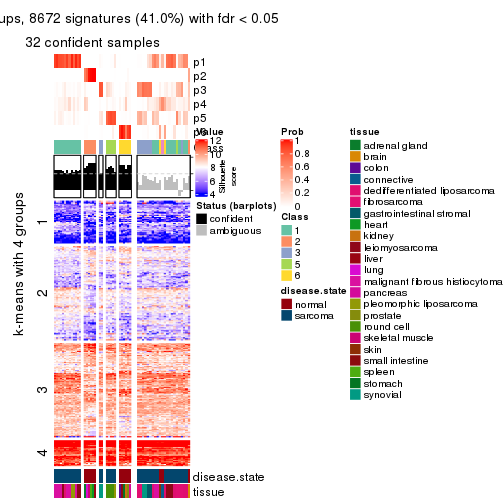 ups, 8672 signatures (41.0%) with fdr < 0.05
32 confident samples
p1
p2
p3
p4
p5
Value
12
10
8
6
4
Silhouette
score
Status (barplots)
confident
ambiguous
Prob
1
0.8
0.6
0.4
0.2
0
Class
1
2
3
5
6
disease.state
normal
sarcoma
tissue
adrenal gland
brain
colon
connective
dedifferentiated liposarcoma
fibrosarcoma
gastrointestinal stromal
heart
kidney
leiomyosarcoma
liver
lung
malignant fibrous histiocytoma
pancreas
pleomorphic liposarcoma
prostate
round cell
skeletal muscle
skin
small intestine
spleen
stomach
synovial
k-means with 4 groups
1
2
3
4
disease.state
tissue